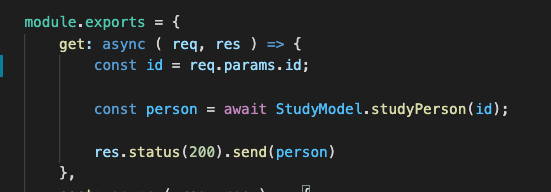 module.exports = {
get: async ( req, res ) => {
const id = req.params.id;
const person = await StudyModel.studyPerson(id);
res.status(200).send(person)
},